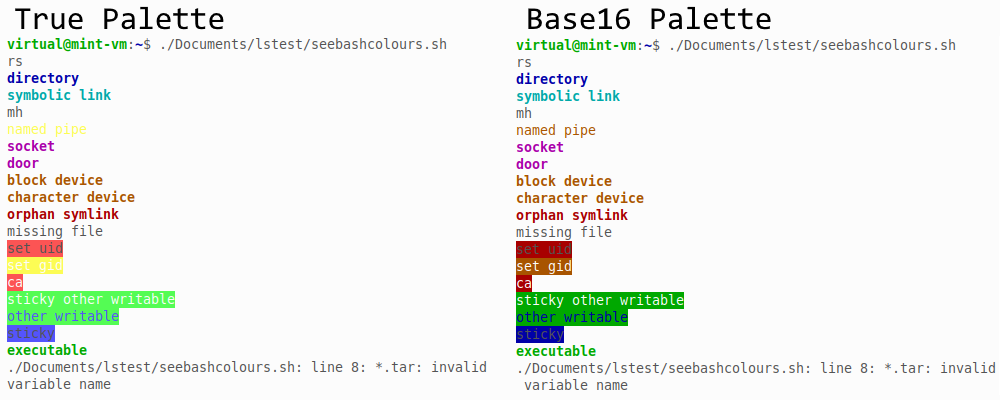 True Palette
virtual@mint-vm:~$ ./Documents/lstest/seebashcolours.sh
rs
directory
symbolic link
mh
named pipe
socket
door
block device
character device
orphan symlink
missing file
set uid
set gid
ca
sticky other writable
other writable
sticky
executable
./Documents/lstest/seebashcolours.sh: line 8: *.tar: invalid
variable name
Base16 Palette
virtual@mint-vm:~$ ./Documents/lstest/seebashcolours.sh
rs
directory
symbolic link
mh
named pipe
socket
door
block device
character device
orphan symlink
missing file
set uid
set gid
ca
sticky other writable
other writable
sticky
executable
./Documents/lstest/seebashcolours.sh: line 8: *.tar: invalid
variable name